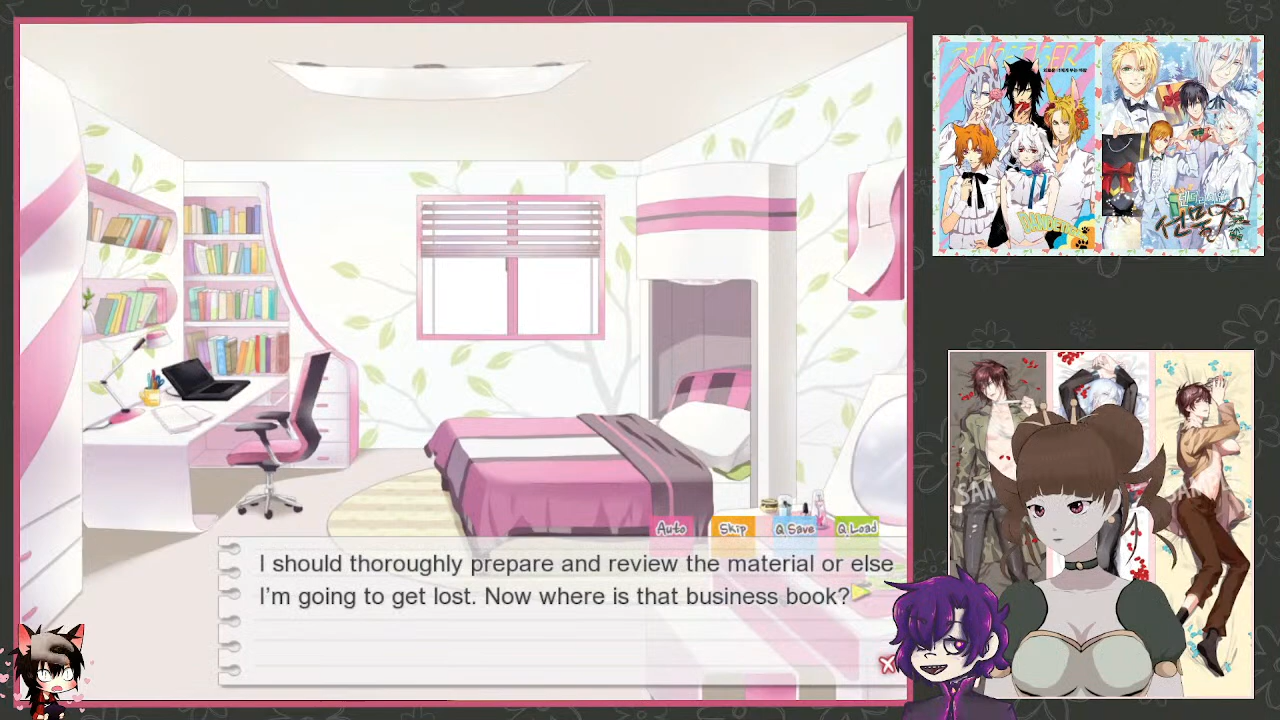 Auto
Skip
Q.Save
Q.Load
I should thoroughly prepare and review the material or else
I'm going to get lost. Now where is that business book?